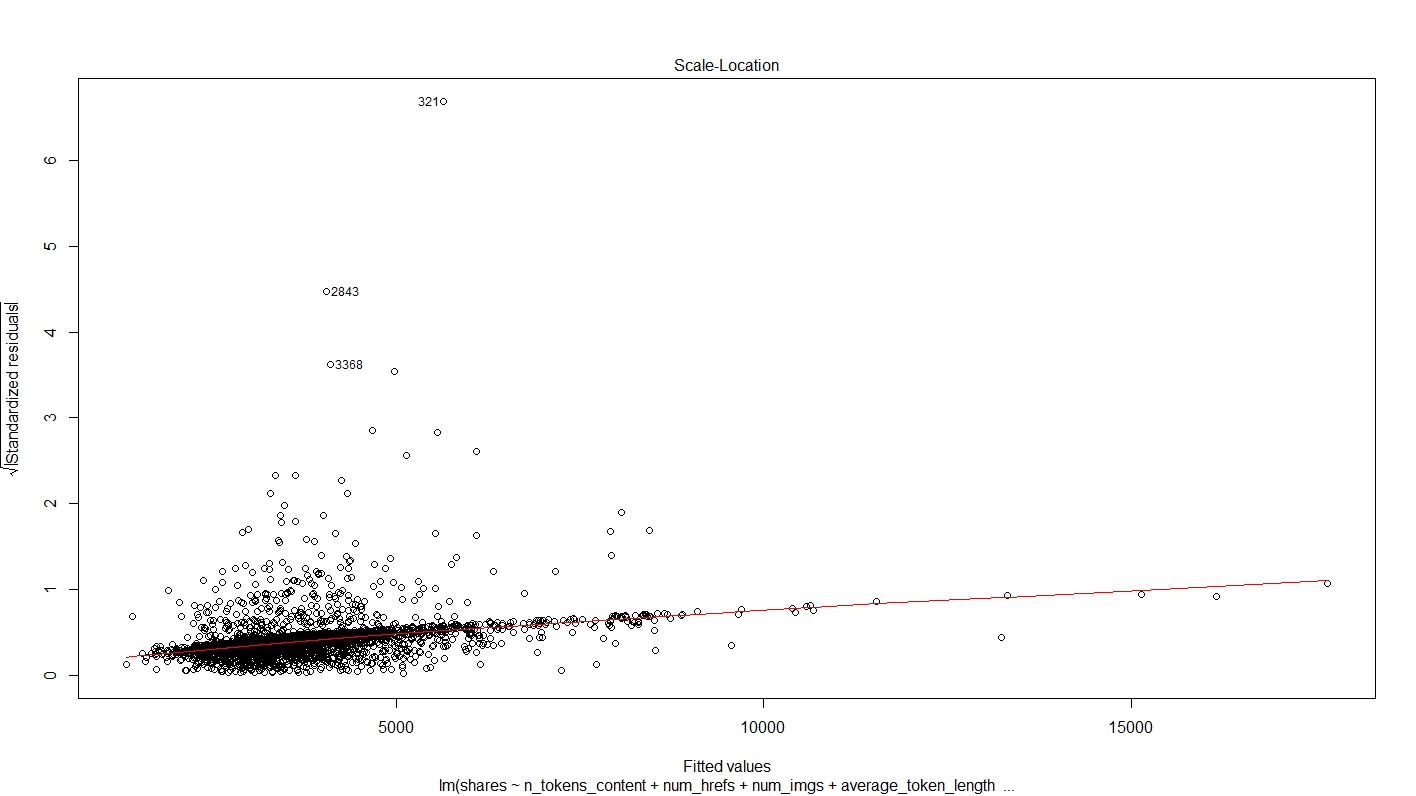 Scale-Location
321
6
5
2843
4
3368
3
2
1
0
√|Standardized residuals|
5000 10000 15000
Fitted values
lm(shares ~ n_tokens_content + num_hrefs + num_imgs + average_token_length ...